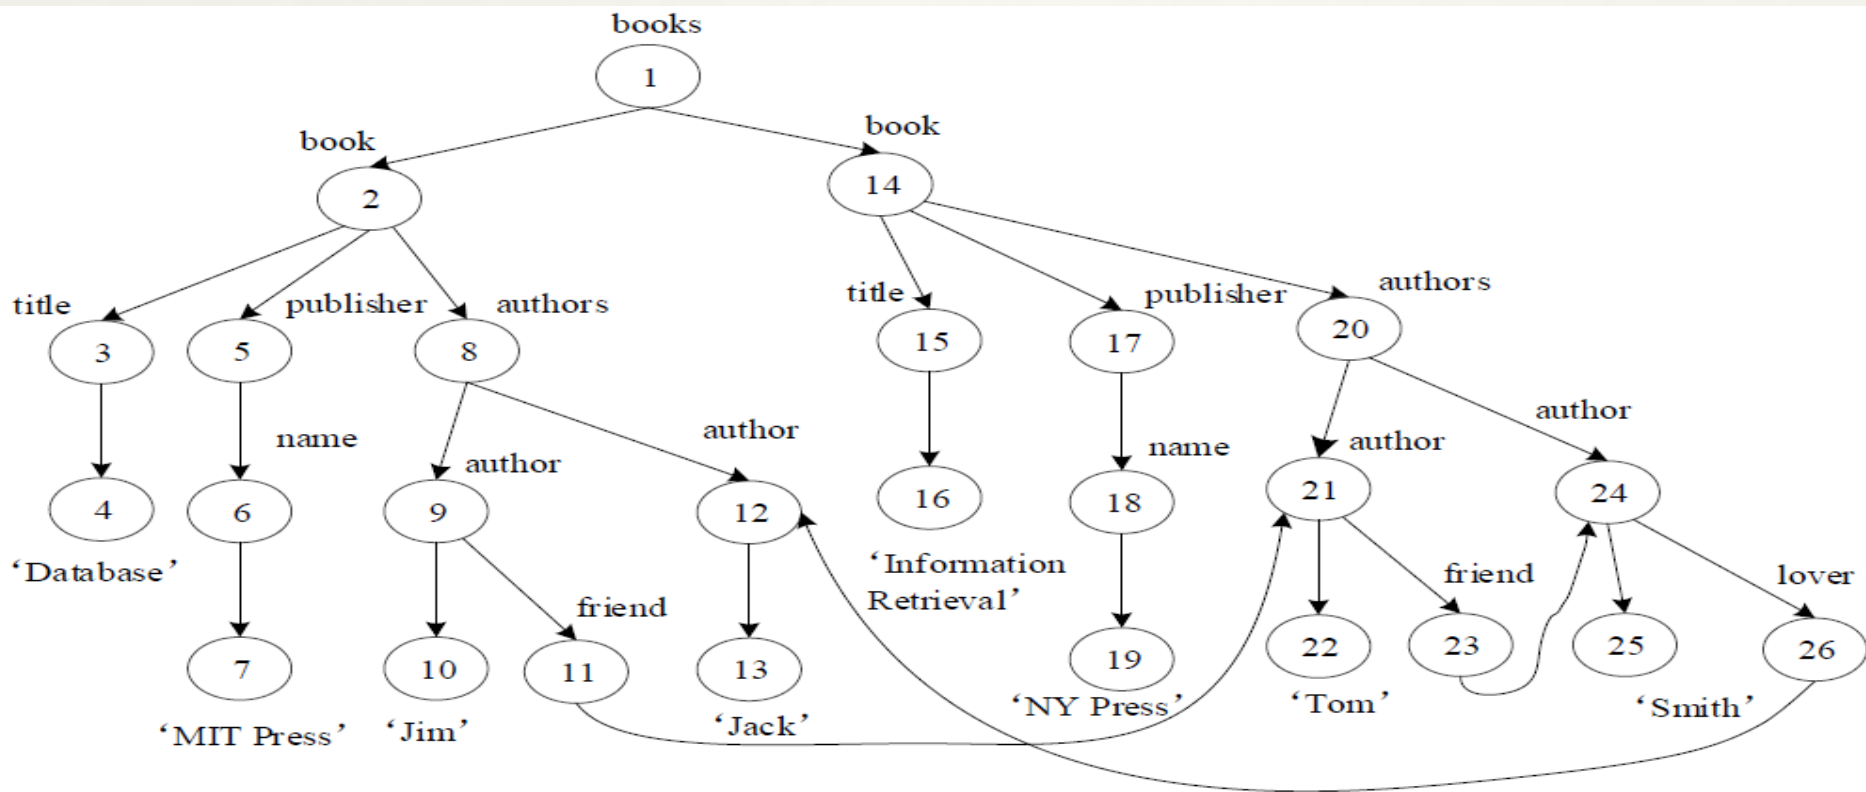 books
1
book
book
2
14
title
publisher
authors
title
publisher
authors
3
5
8
15
17
20
name
author
author
name
author
author
4
6
9
12
16
18
21
24
‘Database’
‘Information
Retrieval’
friend
friend
lover
7
10
11
13
19
22
23
25
26
‘MIT Press’
‘Jim’
‘Jack’
‘NY Press’
‘Tom’
‘Smith’